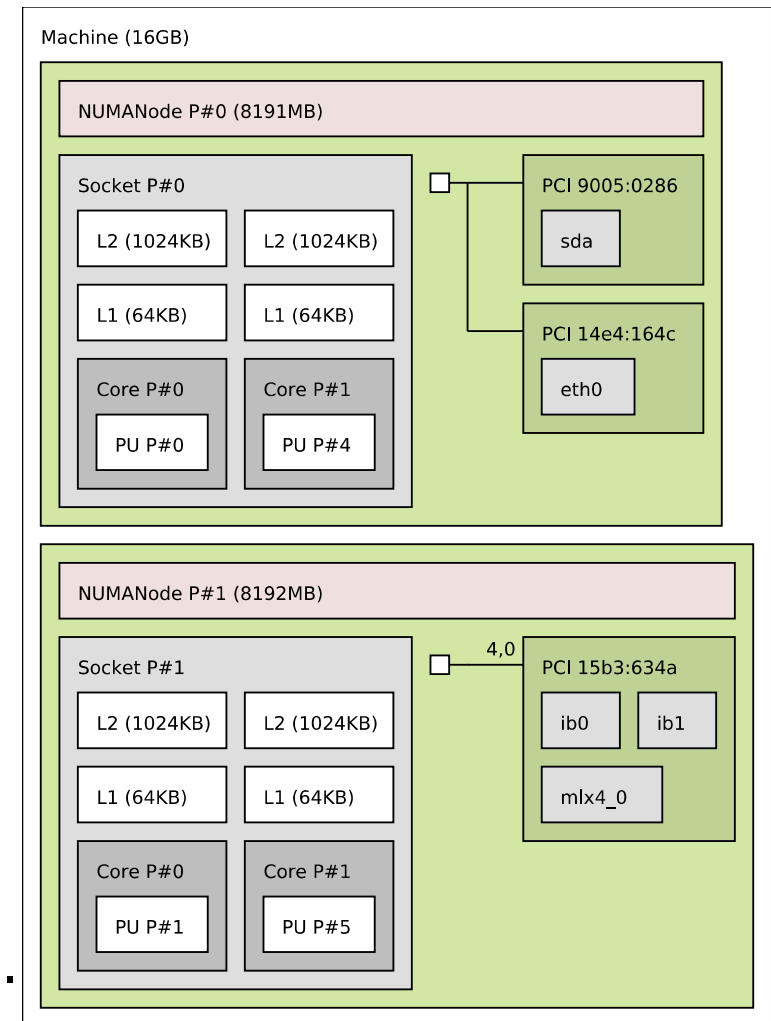 Machine (16GB)
NUMANode P#0 (8191MB)
Socket P#0
L2 (1024KB)
L2 (1024KB)
L1 (64KB)
L1 (64KB)
Core P#0
PU P#0
Core P#1
PU P#4
PCI 9005:0286
sda
PCI 14e4:164c
eth0
NUMANode P#1 (8192MB)
Socket P#1
L2 (1024KB)
L2 (1024KB)
L1 (64KB)
L1 (64KB)
Core P#0
PU P#1
Core P#1
PU P#5
4,0
PCI 15b3:634a
ib0
ib1
mlx4_0